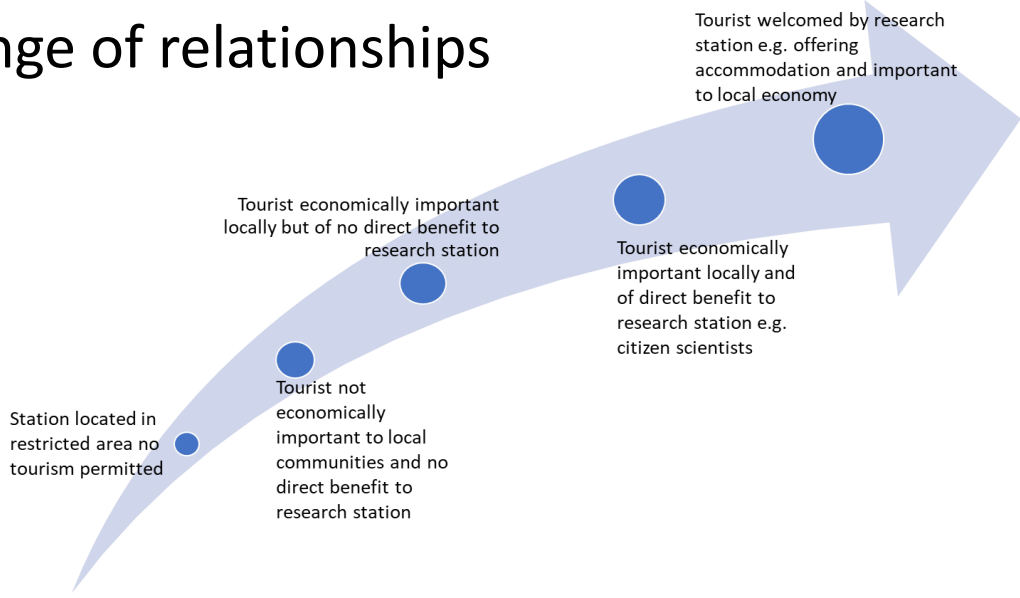 nge of relationships
Tourist welcomed by research
station e.g. offering
accommodation and important
to local economy
Tourist economically important
locally but of no direct benefit to
research station
Tourist economically
important locally and
of direct benefit to
research station e.g.
citizen scientists
Tourist not
economically
important to local
communities and no
direct benefit to
research station
Station located in
restricted area no
tourism permitted